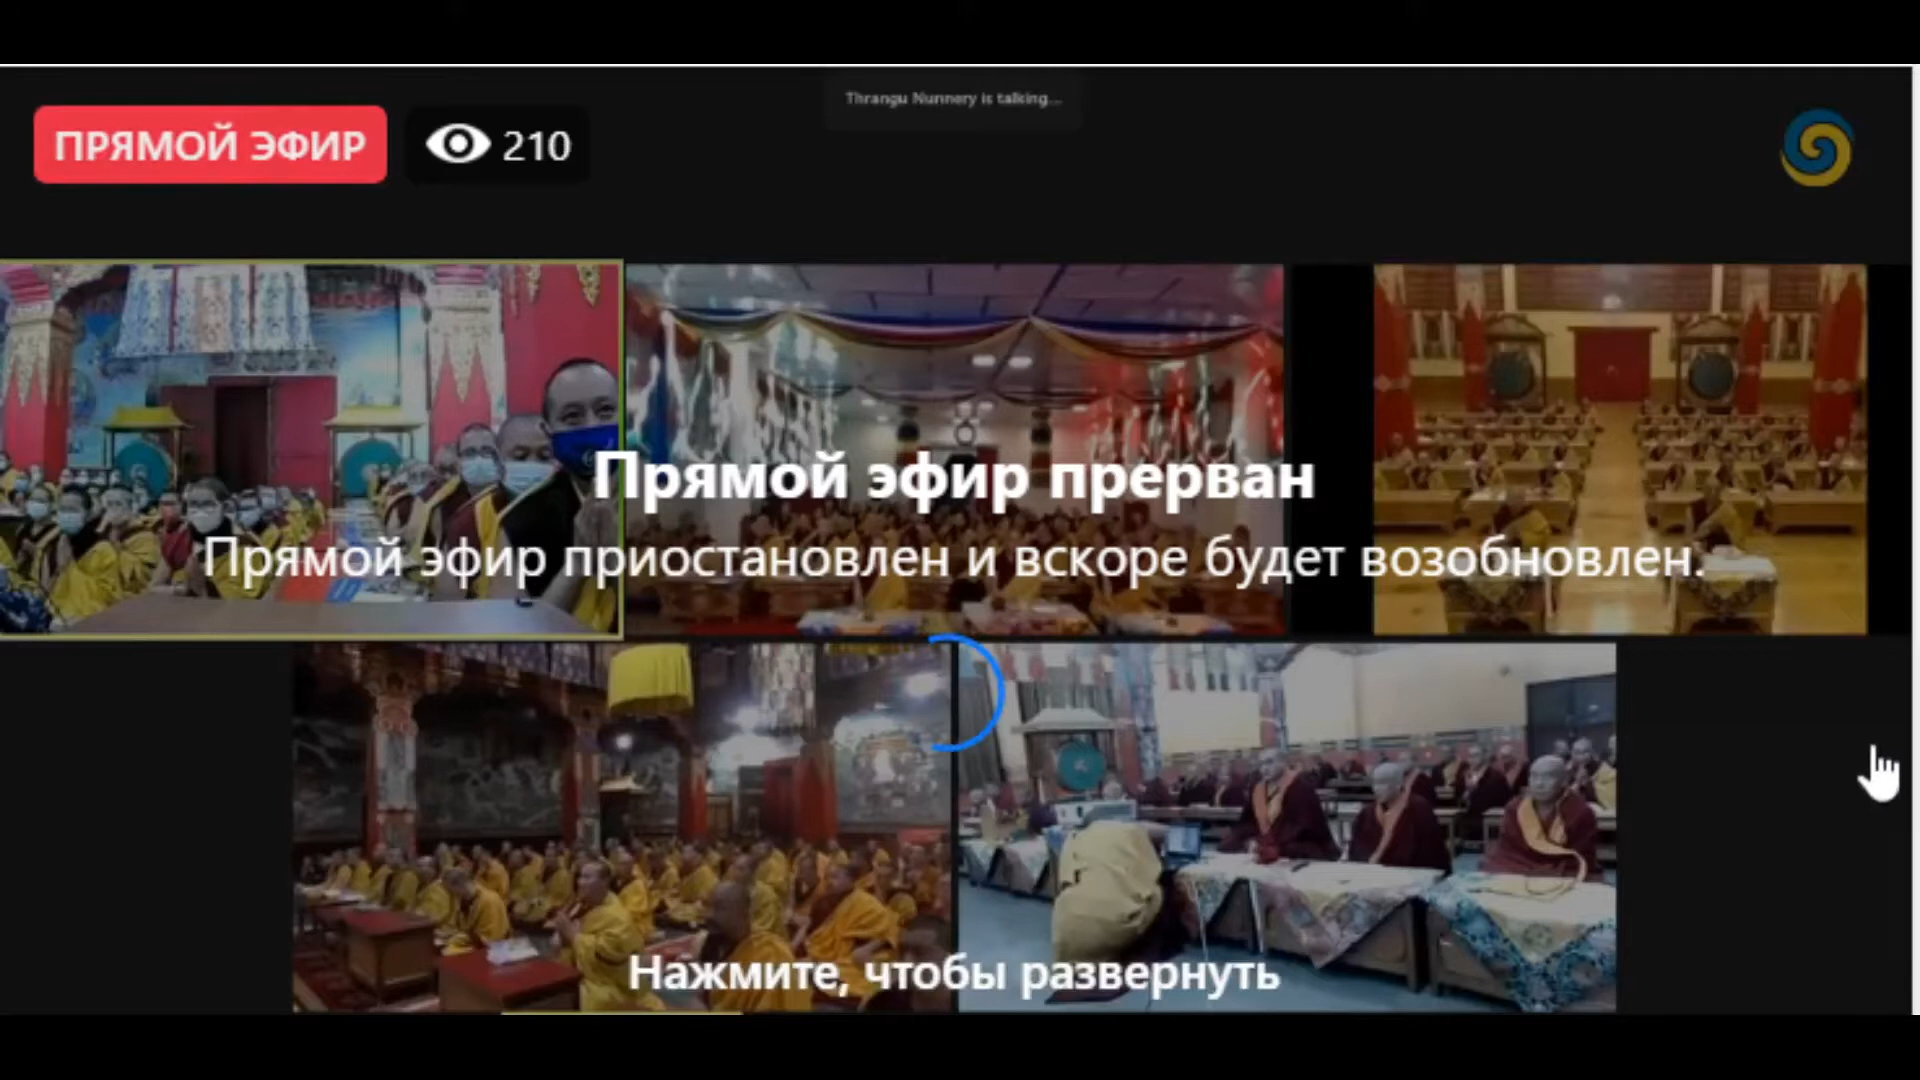 Thrangu Nunnery is talking...
ПРЯМОЙ ЭФИР
210
Прямой эфир прерван
Прямой эфир приостановлен и вскоре будет возобновлен.
Нажмите, чтобы развернуть